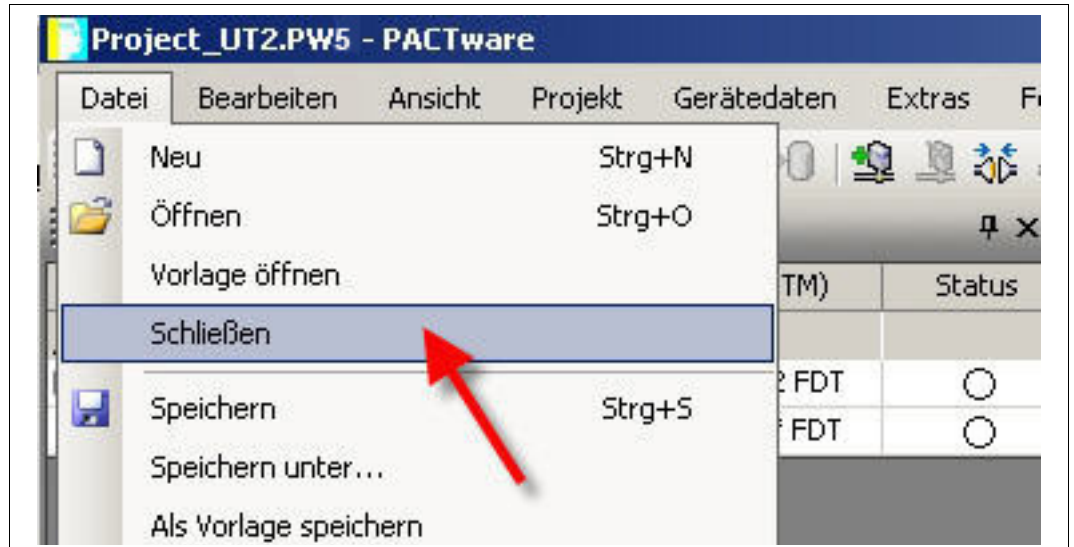 Project_UT2.PW5 - PACTware
Datei Bearbeiten Ansicht Projekt Gerätedaten Extras
Neu Strg+N
Öffnen Strg+O
Vorlage öffnen
TM) Status
Schließen
Speichern Strg+S
FDT
Speichern unter...
FDT
Als Vorlage speichern